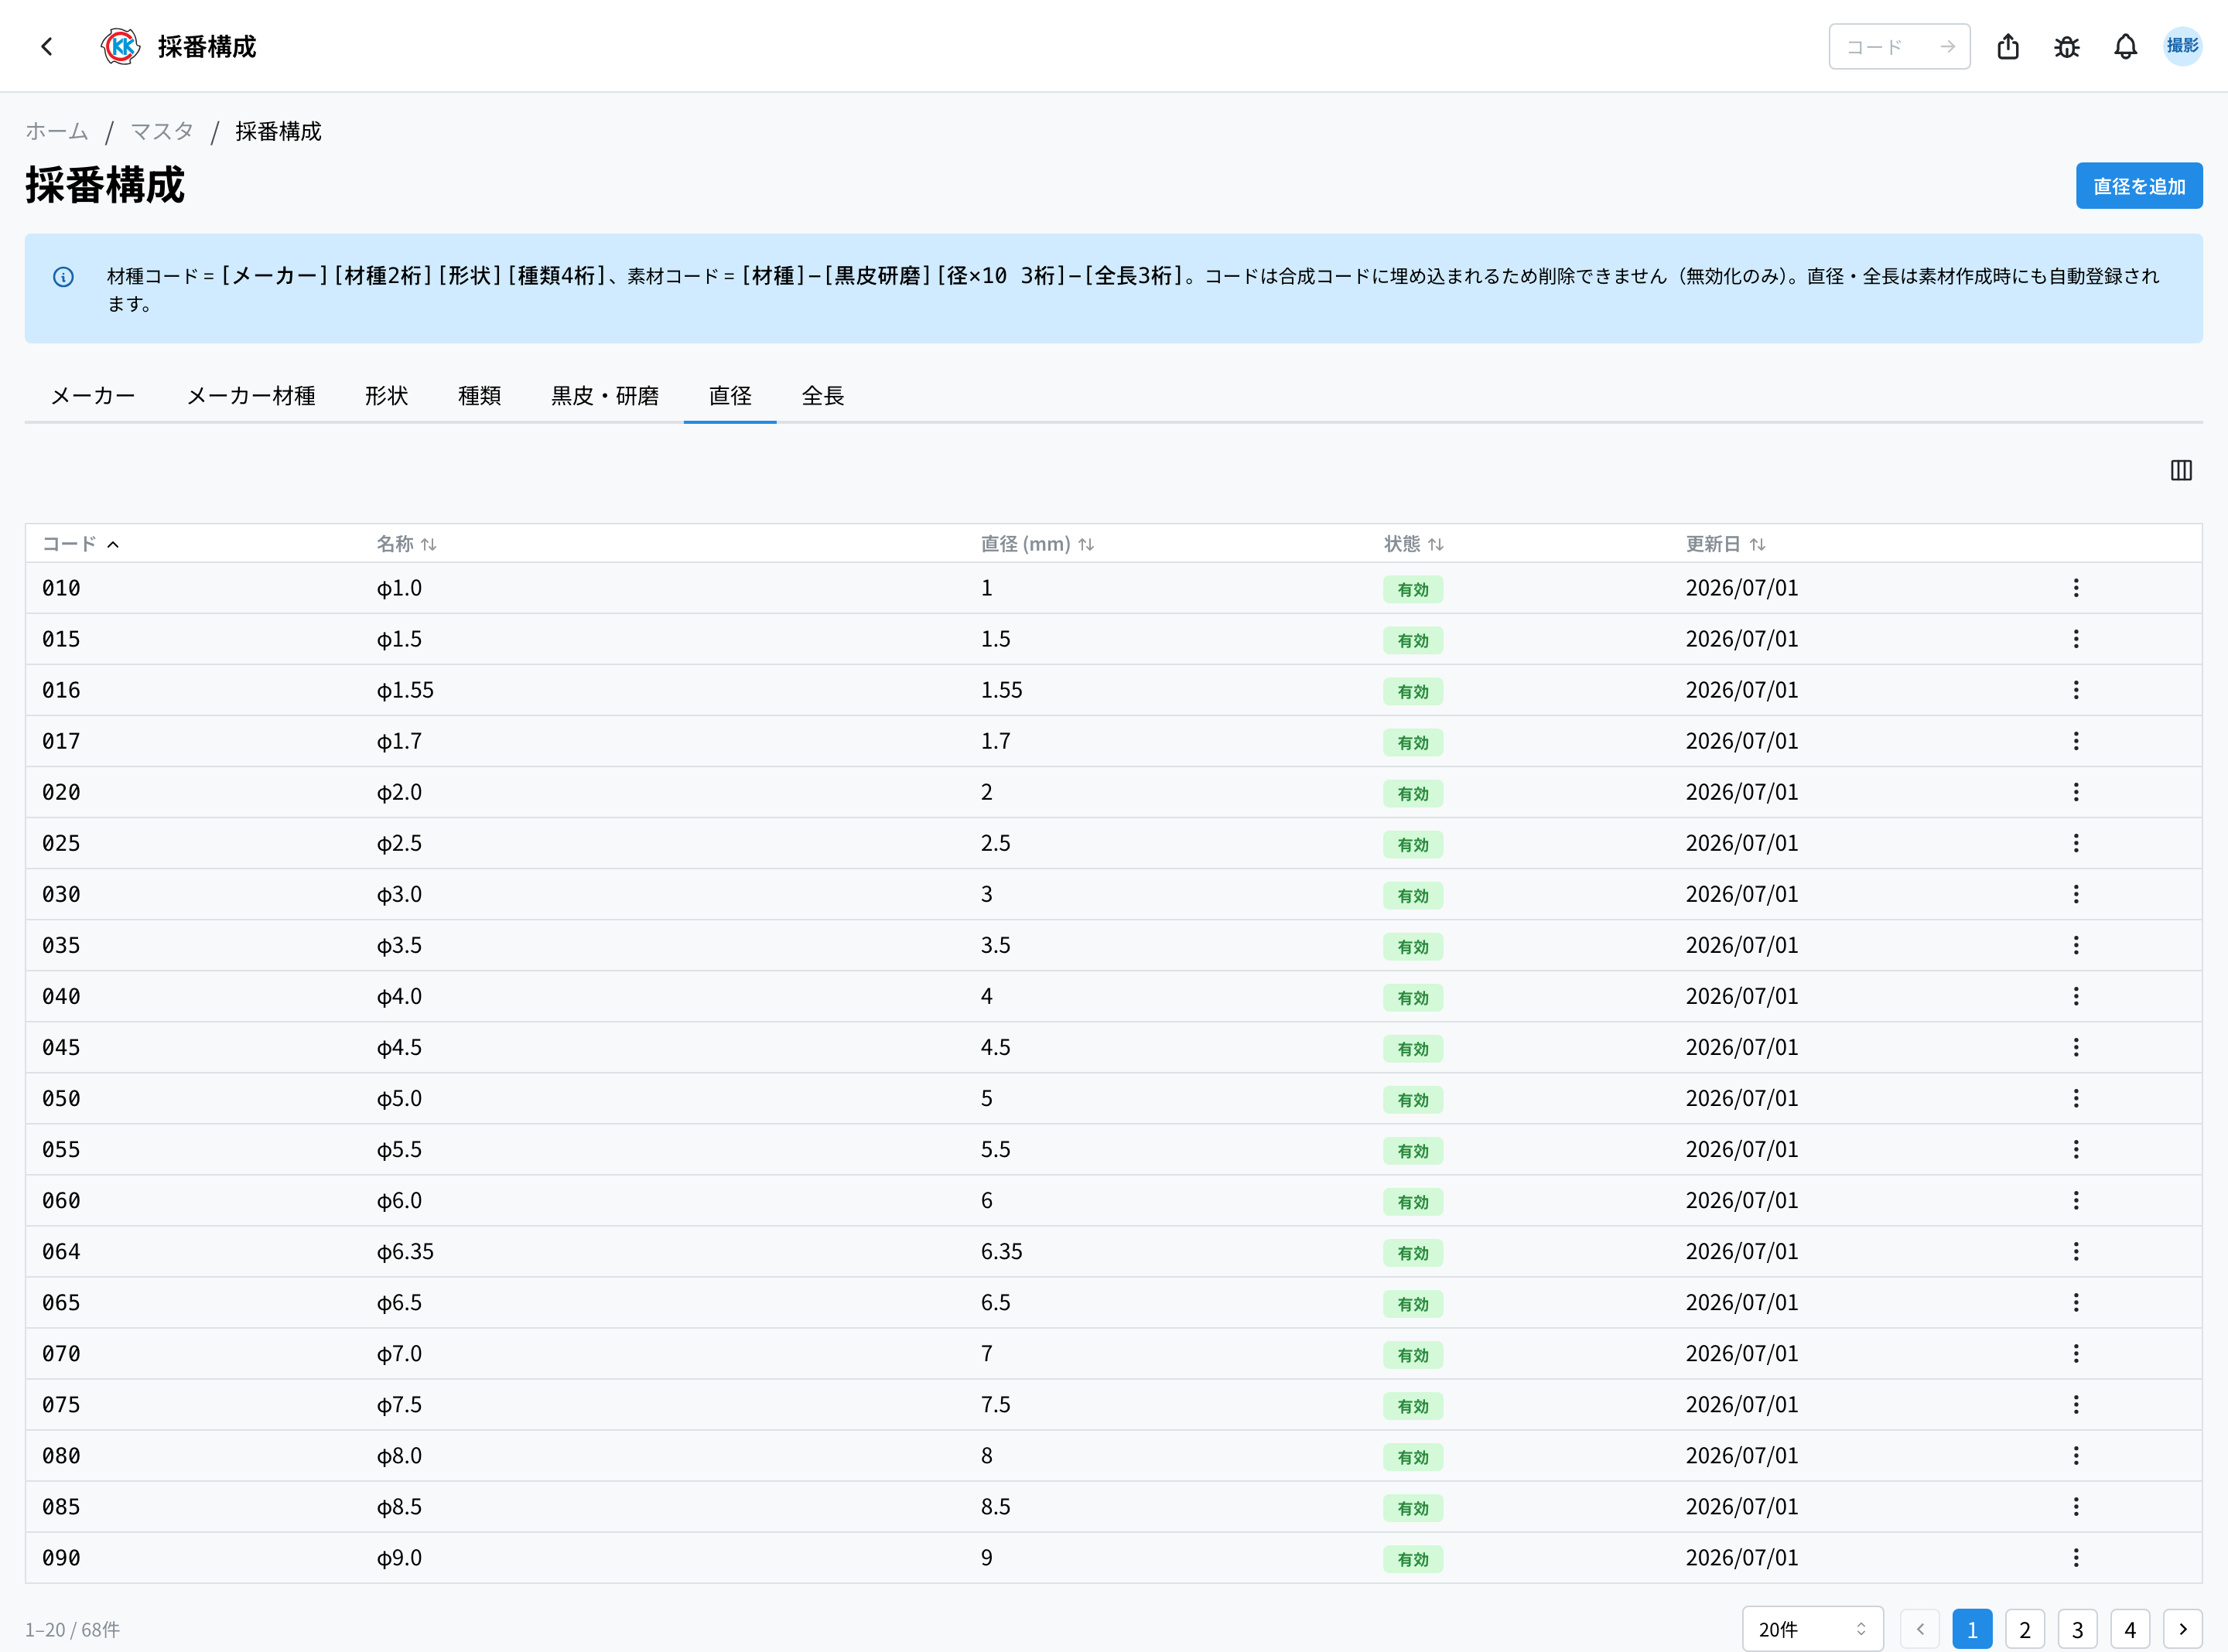 KK 採番構成
コード
撮影
ホーム / マスタ / 採番構成
採番構成
直径を追加
材種コード = [メーカー][材種2桁][形状][種類4桁]、素材コード = [材種]-[黒皮研磨][径×10 3桁]-[全長3桁]。コードは合成コードに埋め込まれるため削除できません（無効化のみ）。直径・全長は素材作成時にも自動登録され
ます。
メーカー メーカー材種 形状 種類 黒皮・研磨 直径 全長
コード 名称 直径 (mm) 状態 更新日
010 φ1.0 1 有効 2026/07/01
015 φ1.5 1.5 有効 2026/07/01
016 φ1.55 1.55 有効 2026/07/01
017 φ1.7 1.7 有効 2026/07/01
020 φ2.0 2 有効 2026/07/01
025 φ2.5 2.5 有効 2026/07/01
030 φ3.0 3 有効 2026/07/01
035 φ3.5 3.5 有効 2026/07/01
040 φ4.0 4 有効 2026/07/01
045 φ4.5 4.5 有効 2026/07/01
050 φ5.0 5 有効 2026/07/01
055 φ5.5 5.5 有効 2026/07/01
060 φ6.0 6 有効 2026/07/01
064 φ6.35 6.35 有効 2026/07/01
065 φ6.5 6.5 有効 2026/07/01
070 φ7.0 7 有効 2026/07/01
075 φ7.5 7.5 有効 2026/07/01
080 φ8.0 8 有効 2026/07/01
085 φ8.5 8.5 有効 2026/07/01
090 φ9.0 9 有効 2026/07/01
1–20 / 68件 20件 1 2 3 4